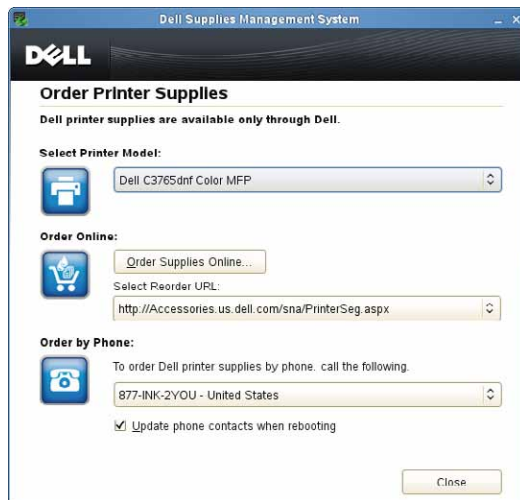 Dell Supplies Management System
DELL
Order Printer Supplies
Dell printer supplies are available only through Dell.
Select Printer Model:
Dell C3765dnf Color MFP
Order Online:
Order Supplies Online...
Select Reorder URL:
http://Accessories.us.dell.com/sna/PrinterSeg.aspx
Order by Phone:
To order Dell printer supplies by phone. call the following.
877-INK-2YOU - United States
Update phone contacts when rebooting
Close